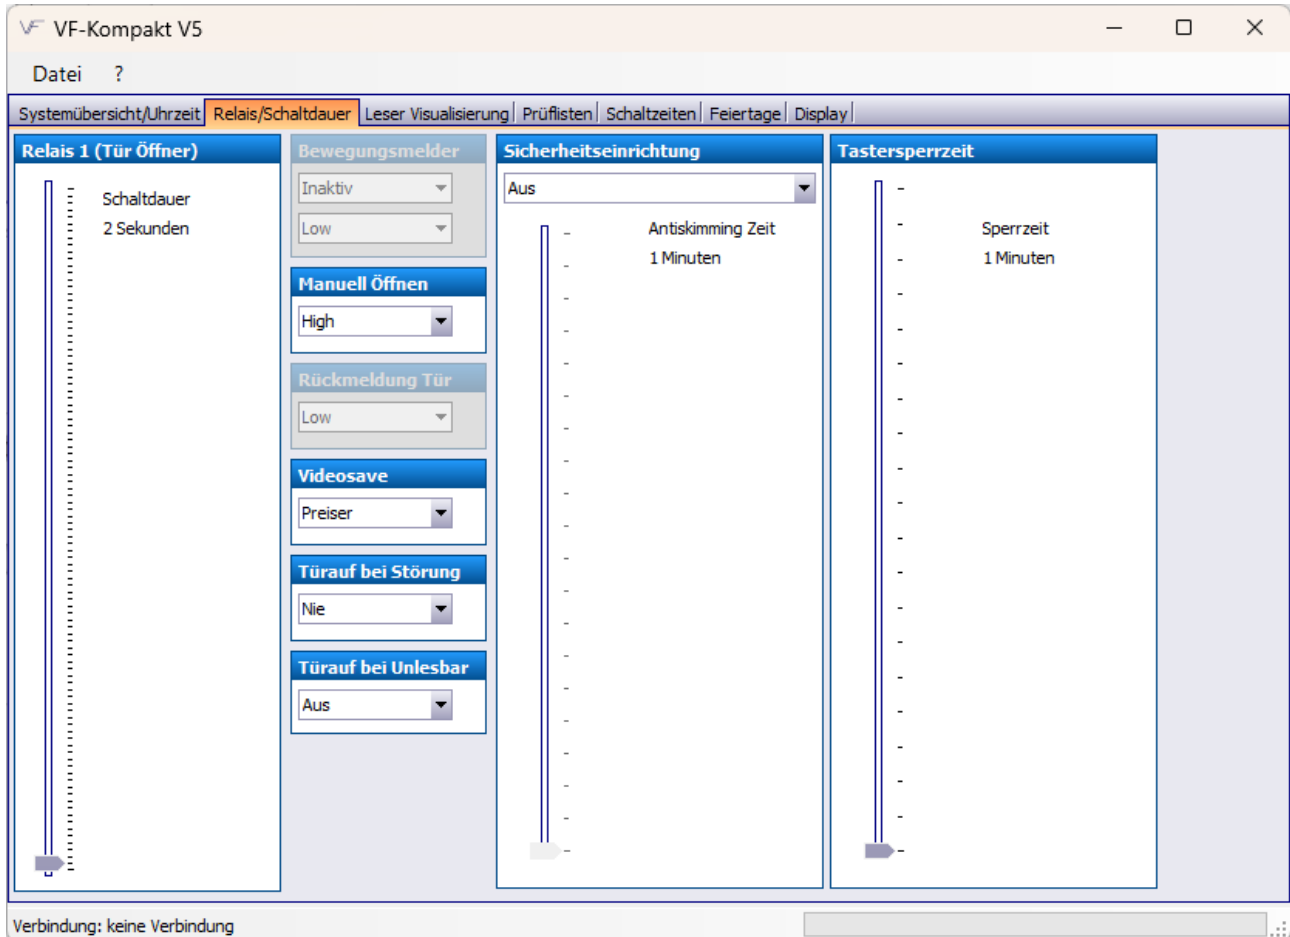 VF-Kompakt V5
Datei ?
Systemübersicht/Uhrzeit Relais/Schaltdauer Leser Visualisierung Prüflisten Schaltzeiten Feiertage Display
Relais 1 (Tür Öffner)
Schaltdauer
2 Sekunden
Bewegungsmelder
Inaktiv
Low
Manuell Öffnen
High
Rückmeldung Tür
Low
Videosave
Preiser
Türauf bei Störung
Nie
Türauf bei Unlesbar
Aus
Sicherheitseinrichtung
Aus
Antiskimming Zeit
1 Minuten
Tastersperrzeit
Sperrzeit
1 Minuten
Verbindung: keine Verbindung